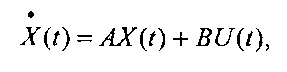 Ẋ(t) = AX(t) + BU(t),